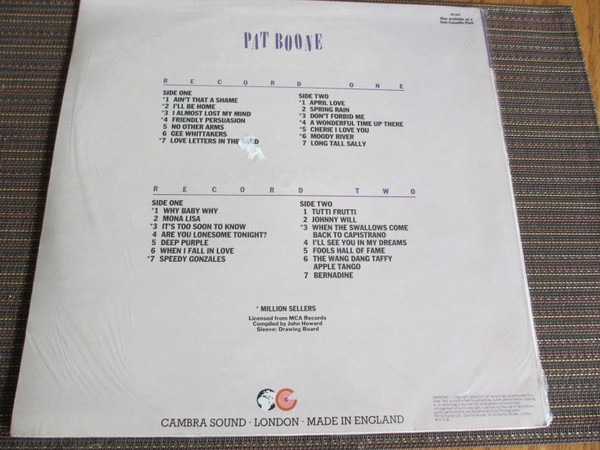 Also available as a
Twin Cassette Pack
PAT BOONE
RECORD ONE
SIDE ONE
*1 AIN'T THAT A SHAME
*2 I'LL BE HOME
*3 I ALMOST LOST MY MIND
*4 FRIENDLY PERSUASION
5 NO OTHER ARMS
6 GEE WHITTAKERS
*7 LOVE LETTERS IN THE SAND
SIDE TWO
*1 APRIL LOVE
2 SPRING RAIN
*3 DON'T FORBID ME
*4 A WONDERFUL TIME UP THERE
*5 CHERIE I LOVE YOU
*6 MOODY RIVER
7 LONG TALL SALLY
RECORD TWO
SIDE ONE
*1 WHY BABY WHY
*2 MONA LISA
*3 IT'S TOO SOON TO KNOW
4 ARE YOU LONESOME TONIGHT?
5 DEEP PURPLE
6 WHEN I FALL IN LOVE
*7 SPEEDY GONZALES
SIDE TWO
1 TUTTI FRUTTI
2 JOHNNY WILL
*3 WHEN THE SWALLOWS COME
BACK TO CAPISTRANO
4 I'LL SEE YOU IN MY DREAMS
5 FOOLS HALL OF FAME
6 THE WANG DANG TAFFY
APPLE TANGO
7 BERNADINE
* MILLION SELLERS
Licensed from MCA Records
Compiled by John Howard
Sleeve: Drawing Board
CAMBRA SOUND · LONDON · MADE IN ENGLAND